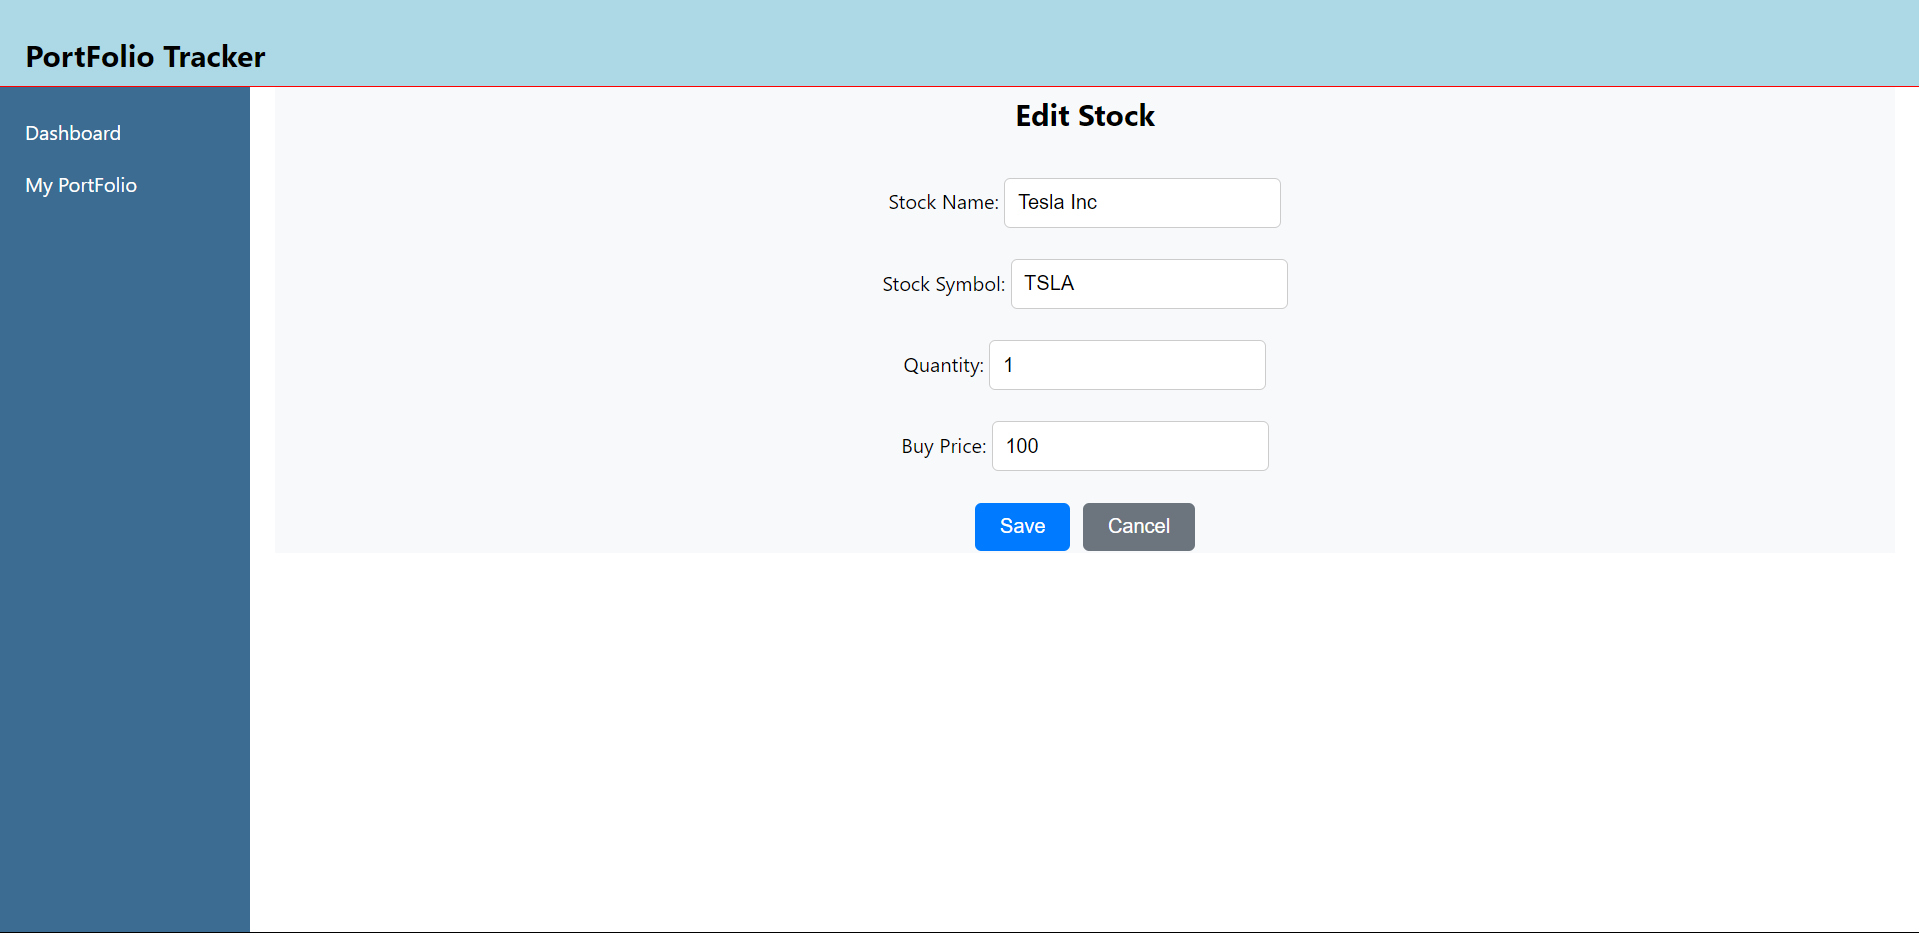 PortFolio Tracker
Dashboard
My PortFolio
Edit Stock
Stock Name: Tesla Inc
Stock Symbol: TSLA
Quantity: 1
Buy Price: 100
Save Cancel